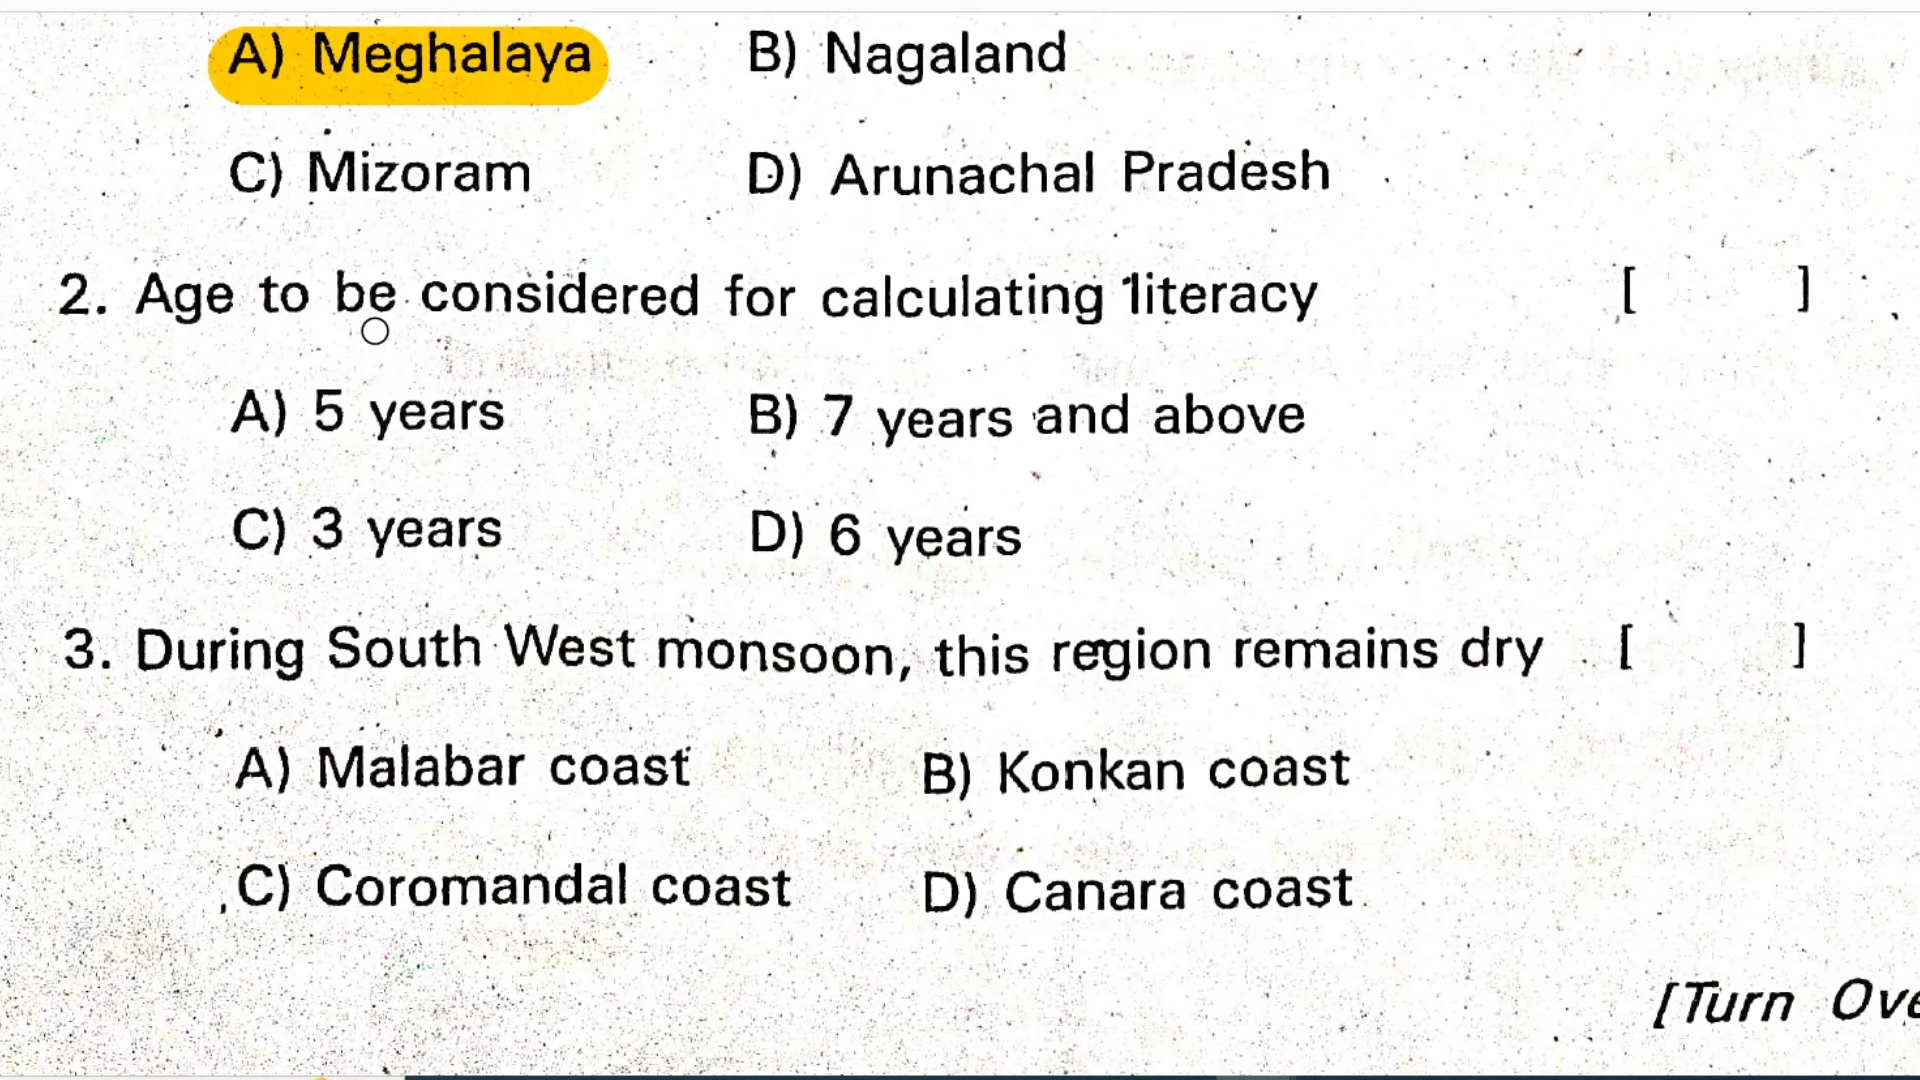 A) Meghalaya B) Nagaland
C) Mizoram D) Arunachal Pradesh
2. Age to be considered for calculating literacy [ ]
A) 5 years B) 7 years and above
C) 3 years D) 6 years
3. During South West monsoon, this region remains dry [ ]
A) Malabar coast B) Konkan coast
C) Coromandal coast D) Canara coast
[Turn Ove